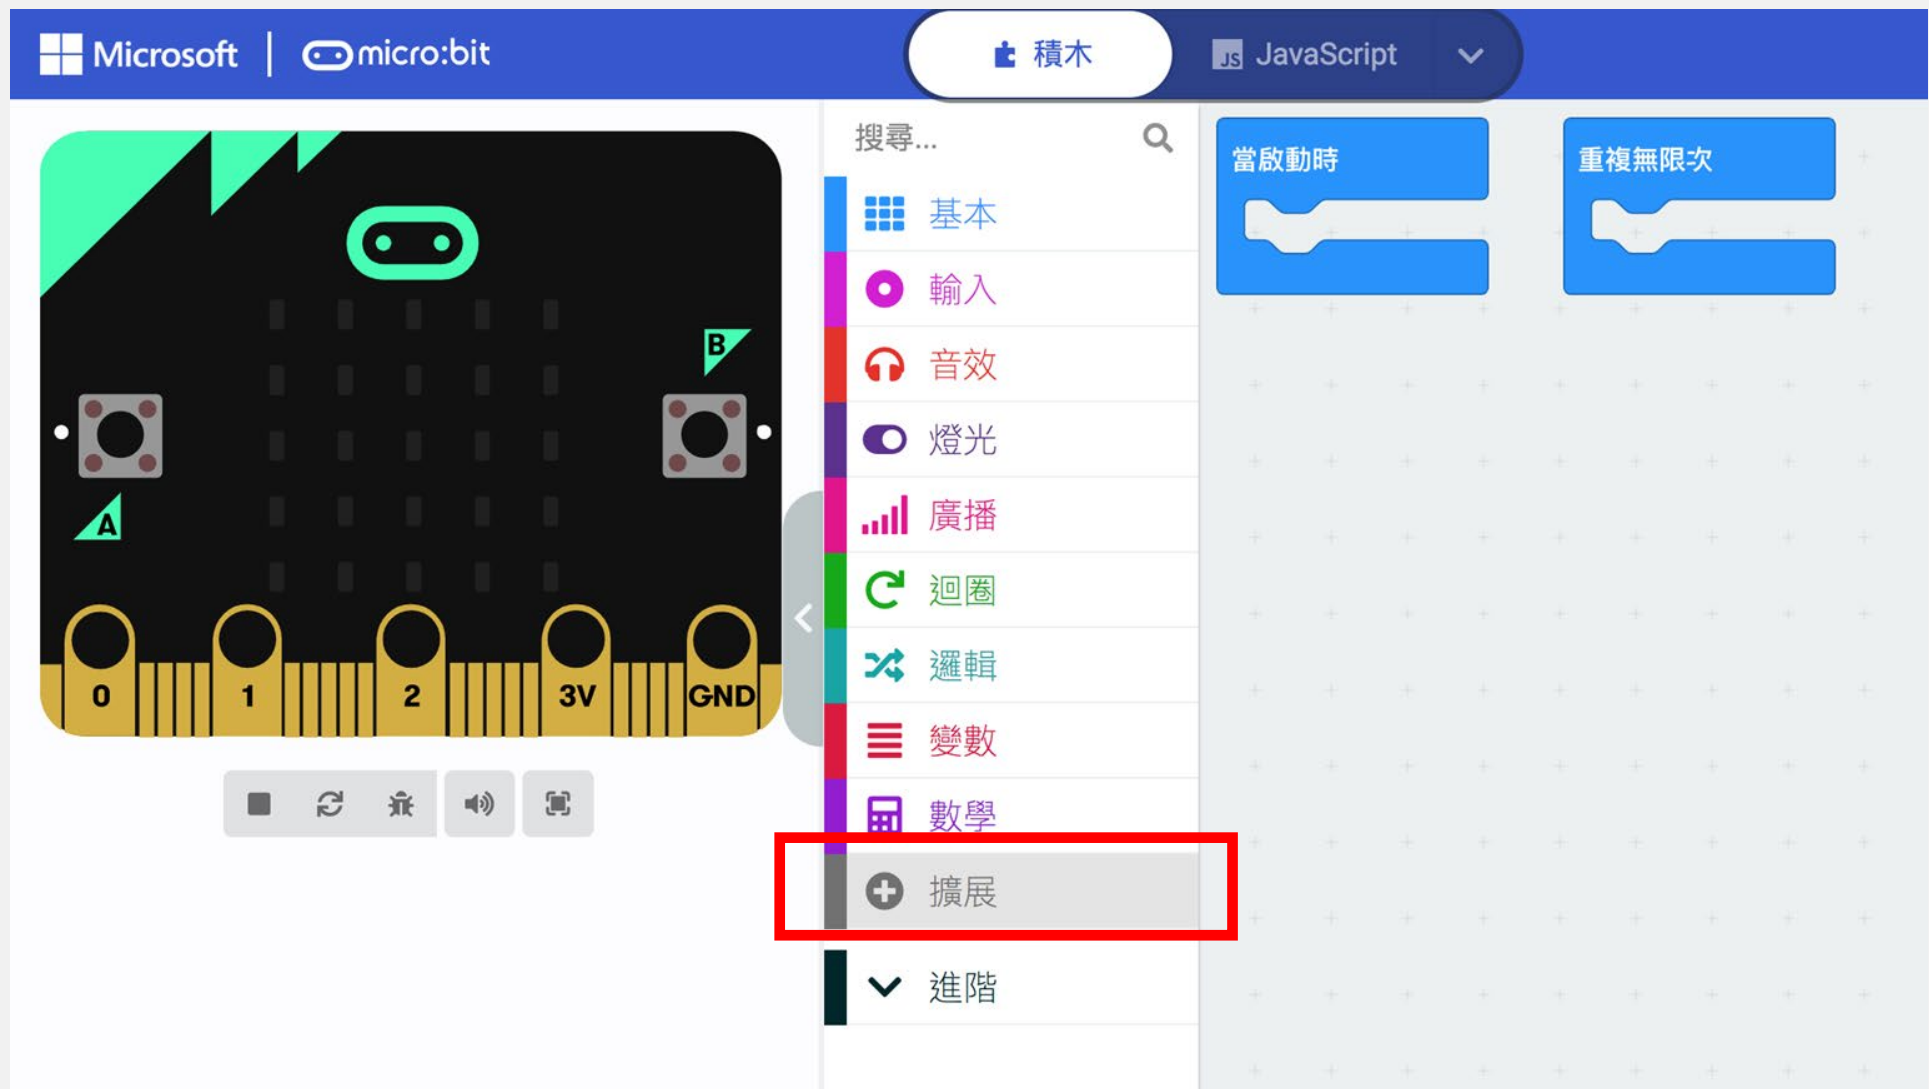 Microsoft | micro:bit
積木
JS JavaScript
搜尋...
基本
輸入
音效
燈光
廣播
迴圈
邏輯
變數
數學
擴展
進階
當啟動時
重複無限次
B
A
0 1 2 3V GND